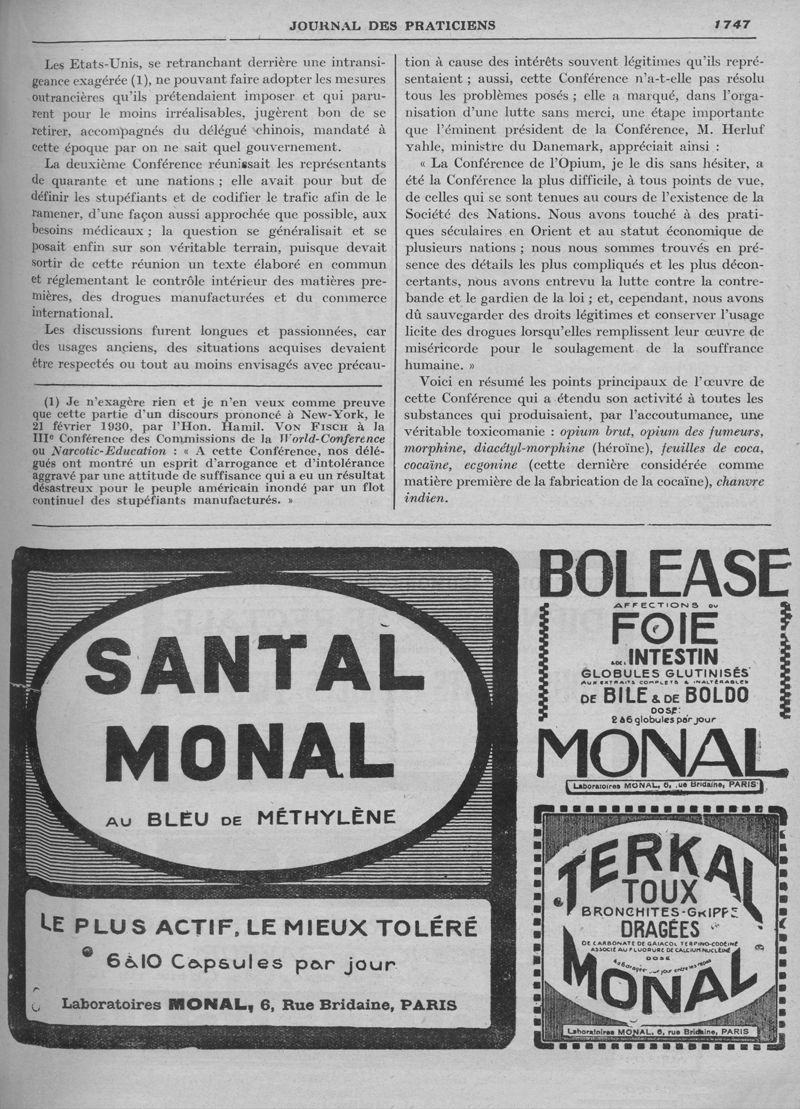 JOURNAL DES PRATICIENS
1747
Les Etats-Unis, se retranchant derrière une intransi-
geance exagérée (1), ne pouvant faire adopter les mesures
outrancières qu'ils prétendaient imposer et qui paru-
rent pour le moins irréalisables, jugèrent bon de se
retirer, accompagnés du délégué chinois, mandaté à
cette époque par on ne sait quel gouvernement.
La deuxième Conférence réunissait les représentants
de quarante et une nations ; elle avait pour but de
définir les stupéfiants et de codifier le trafic afin de le
ramener, d'une façon aussi approchée que possible, aux
besoins médicaux ; la question se généralisait et se
posait enfin sur son véritable terrain, puisque devait
sortir de cette réunion un texte élaboré en commun
et réglementant le contrôle intérieur des matières pre-
mières, des drogues manufacturées et du commerce
international.
Les discussions furent longues et passionnées, car
des usages anciens, des situations acquises devaient
être respectés ou tout au moins envisagés avec précau-
(1) Je n'exagère rien et je n'en veux comme preuve
que cette partie d'un discours prononcé à New-York, le
21 février 1930, par l'Hon. Hamil. VON FISCH à la
IIIe Conférence des Commissions de la World-Conference
ou Narcotic-Education : « A cette Conférence, nos délé-
gués ont montré un esprit d'arrogance et d'intolérance
aggravé par une attitude de suffisance qui a eu un résultat
désastreux pour le peuple américain inondé par un flot
continuel des stupéfiants manufacturés. »
tion à cause des intérêts souvent légitimes qu'ils repré-
sentaient ; aussi, cette Conférence n'a-t-elle pas résolu
tous les problèmes posés ; elle a marqué, dans l'orga-
nisation d'une lutte sans merci, une étape importante
que l'éminent président de la Conférence, M. Herluf
vahle, ministre du Danemark, appréciait ainsi :
« La Conférence de l'Opium, je le dis sans hésiter, a
été la Conférence la plus difficile, à tous points de vue,
de celles qui se sont tenues au cours de l'existence de la
Société des Nations. Nous avons touché à des prati-
ques séculaires en Orient et au statut économique de
plusieurs nations ; nous nous sommes trouvés en pré-
sence des détails les plus compliqués et les plus décon-
certants, nous avons entrevu la lutte contre la contre-
bande et le gardien de la loi ; et, cependant, nous avons
dû sauvegarder des droits légitimes et conserver l'usage
licite des drogues lorsqu'elles remplissent leur œuvre de
miséricorde pour le soulagement de la souffrance
humaine. »
Voici en résumé les points principaux de l'œuvre de
cette Conférence qui a étendu son activité à toutes les
substances qui produisaient, par l'accoutumance, une
véritable toxicomanie : opium brut, opium des fumeurs,
morphine, diacétyl-morphine (héroïne), feuilles de coca,
cocaïne, ecgonine (cette dernière considérée comme
matière première de la fabrication de la cocaïne), chanvre
indien.
SANTAL
MONAL
AU BLEU DE MÉTHYLÈNE
LE PLUS ACTIF, LE MIEUX TOLÉRÉ
6 à 10 Capsules par jour
Laboratoires MONAL, 6, Rue Bridaine, PARIS
BOLEASE
AFFECTIONS DU
FOIE
& DE L'INTESTIN
GLOBULES GLUTINISÉS
AUX EXTRAITS COMPLETS & INALTÉRABLES
DE BILE & DE BOLDO
DOSE:
2 à 6 globules par jour
MONAL
Laboratoires MONAL, 6, rue Bridaine, PARIS
TERKAL
TOUX
BRONCHITES-GRIPPE
DRAGÉES
DE CARBONATE DE GAIACOL TERPINO-CODÉINÉ
ASSOCIÉ AU FLUORURE DE CALCIUM NUCLÉINÉ
DOSE
jour entre les repas
MONAL
Laboratoires MONAL, 6, rue Bridaine, PARIS